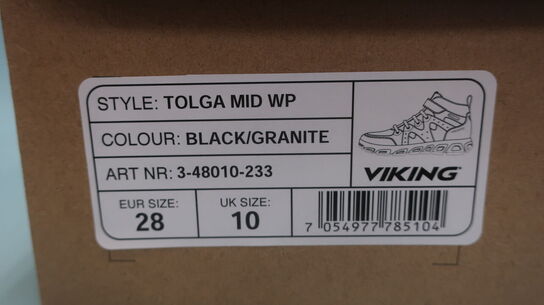 STYLE: TOLGA MID WP
COLOUR: BLACK/GRANITE
ART NR: 3-48010-233
VIKING
EUR SIZE: UK SIZE:
28 10
7 054977 785104